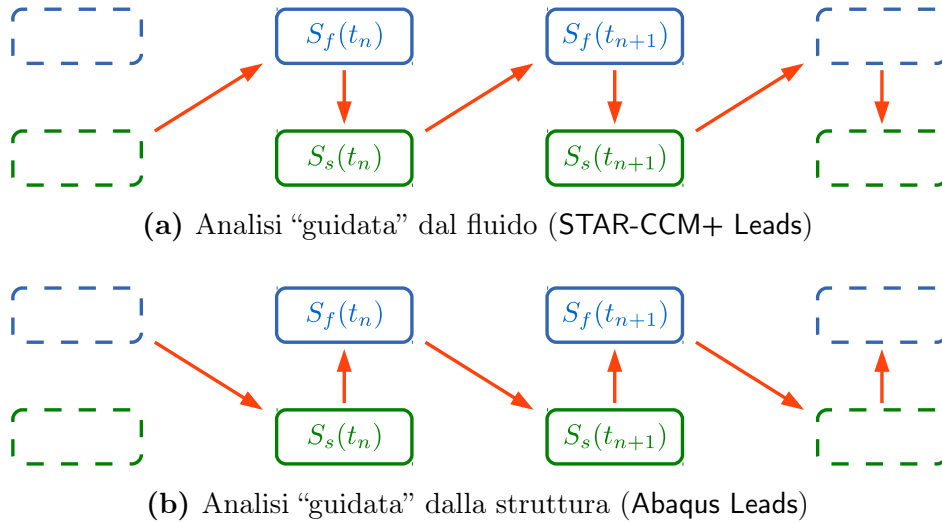 S_f(t_n) S_f(t_{n+1})
S_s(t_n) S_s(t_{n+1})
(a) Analisi “guidata” dal fluido (STAR-CCM+ Leads)
S_f(t_n) S_f(t_{n+1})
S_s(t_n) S_s(t_{n+1})
(b) Analisi “guidata” dalla struttura (Abaqus Leads)